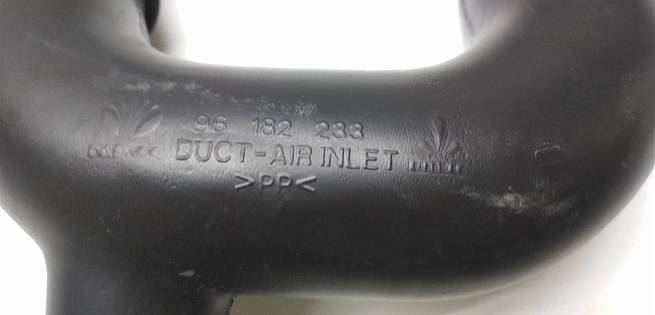 96 182 233
DUCT-AIR INLET
>PP<